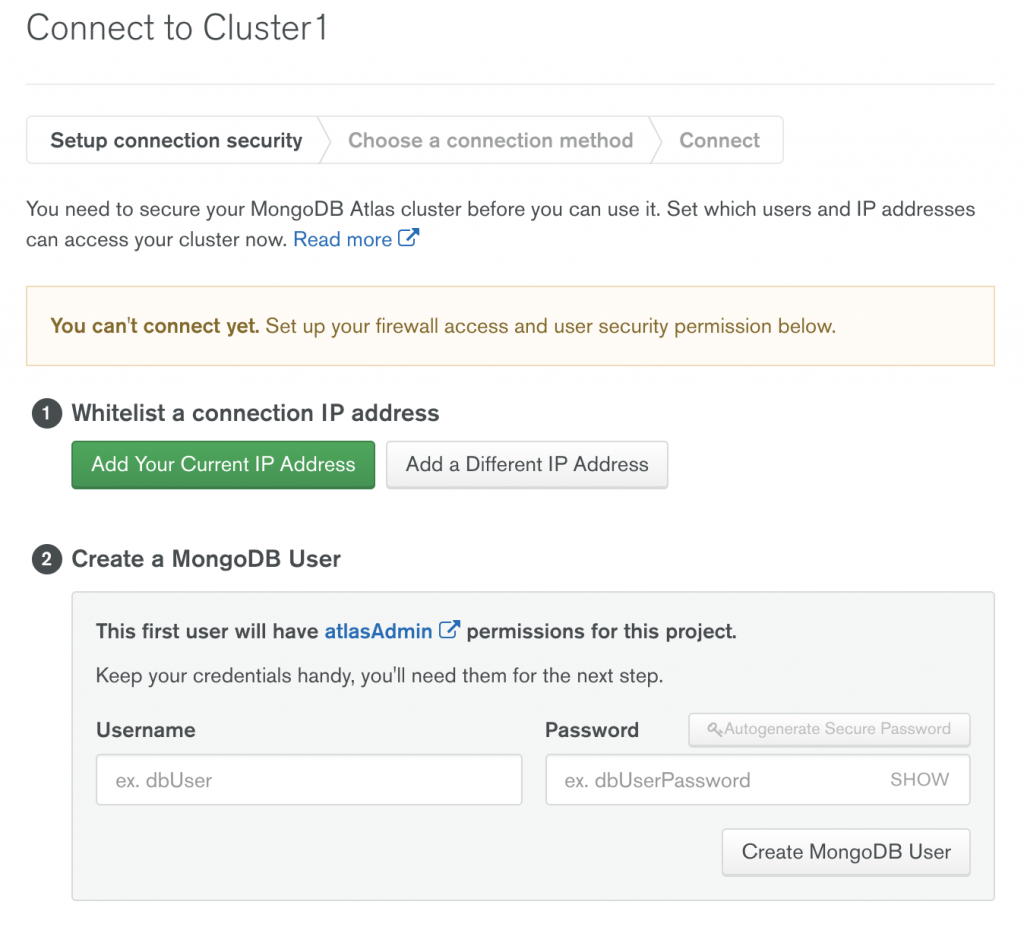 Connect to Cluster1
Setup connection security
Choose a connection method
Connect
You need to secure your MongoDB Atlas cluster before you can use it. Set which users and IP addresses
can access your cluster now. Read more
You can't connect yet. Set up your firewall access and user security permission below.
1 Whitelist a connection IP address
Add Your Current IP Address
Add a Different IP Address
2 Create a MongoDB User
This first user will have atlasAdmin permissions for this project.
Keep your credentials handy, you'll need them for the next step.
Username
Password
Autogenerate Secure Password
ex. dbUser
ex. dbUserPassword
SHOW
Create MongoDB User